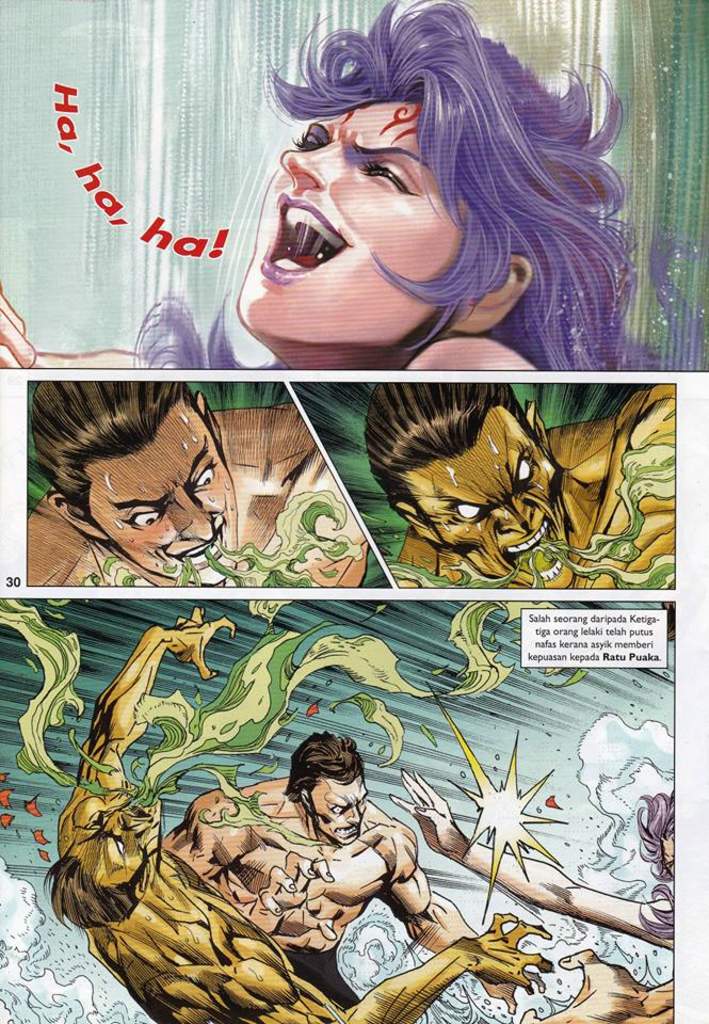 Ha, ha, ha, ha!
30
Salah seorang daripada Ketiga-
tiga orang lelaki telah putus
nafas kerana asyik memberi
kepuasan kepada Ratu Puaka.